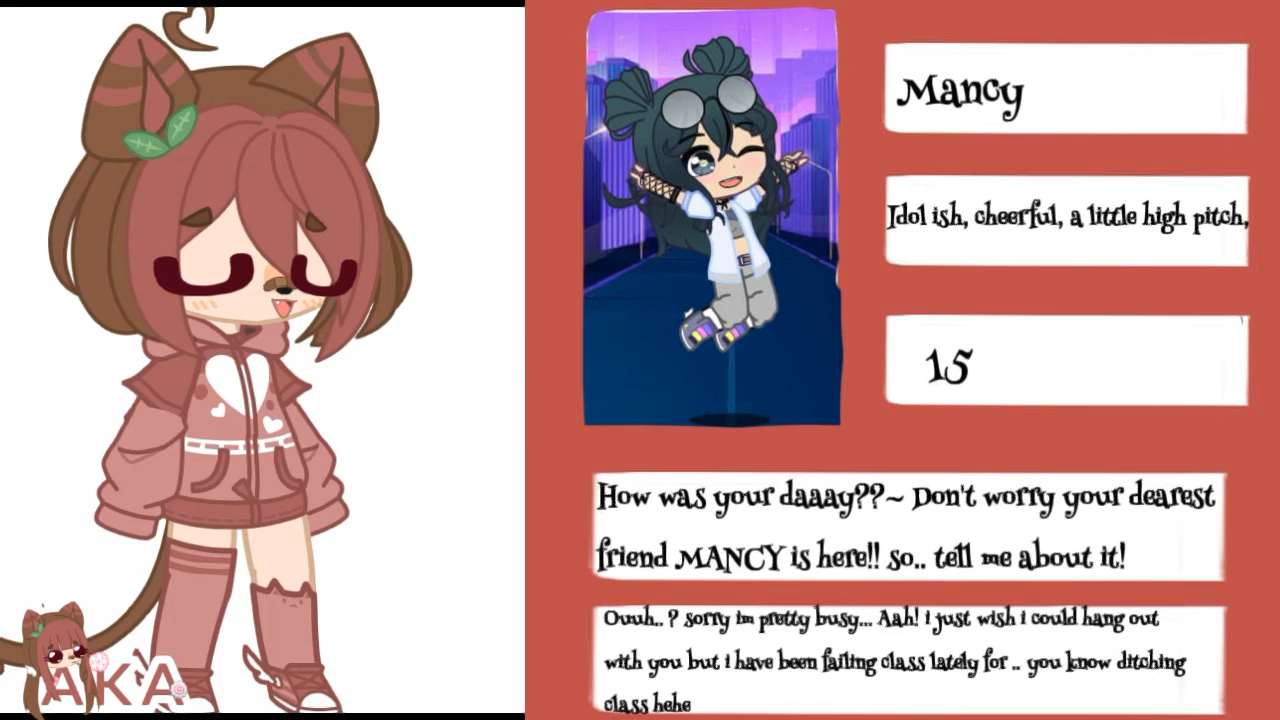 Mancy
Idol ish, cheerful, a little high pitch,
15
How was your daaay??~ Don't worry your dearest
friend MANCY is here!! so.. tell me about it!
Ouuh.. ? sorry im pretty busy... Aah! i just wish i could hang out
with you but i have been failing class lately for .. you know ditching
class hehe
AKA